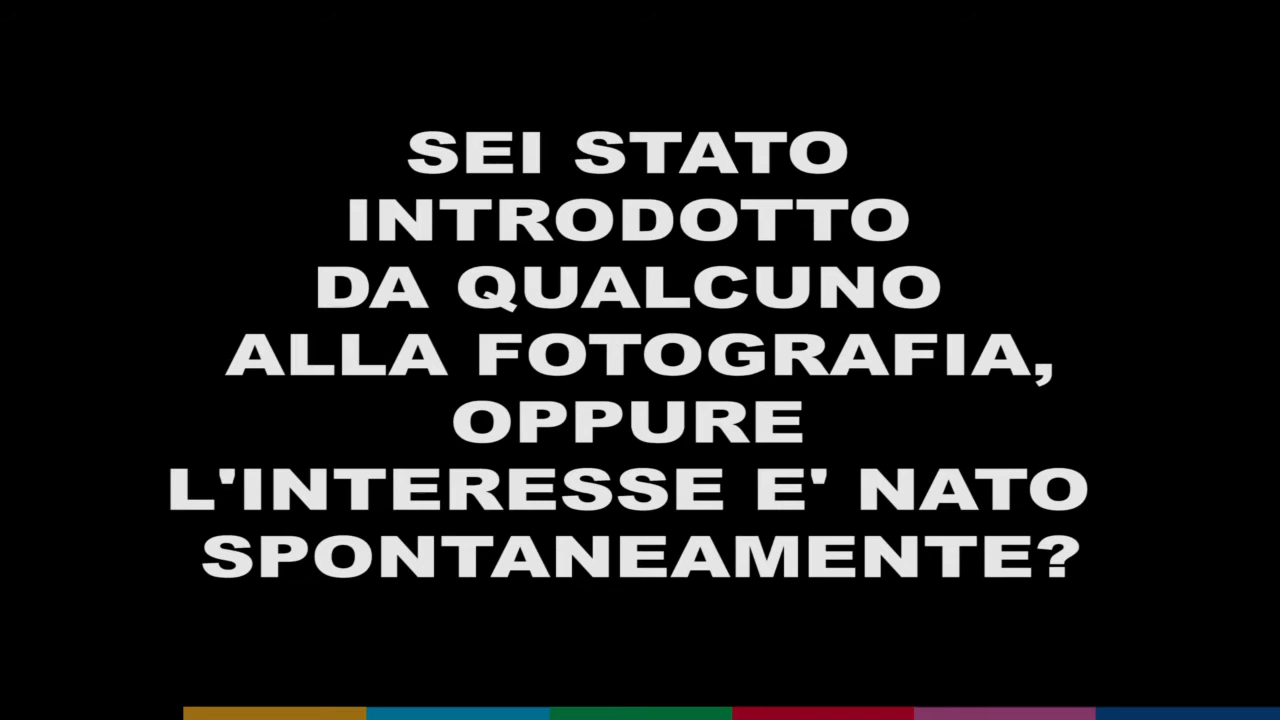 SEI STATO
INTRODOTTO
DA QUALCUNO
ALLA FOTOGRAFIA,
OPPURE
L'INTERESSE E' NATO
SPONTANEAMENTE?